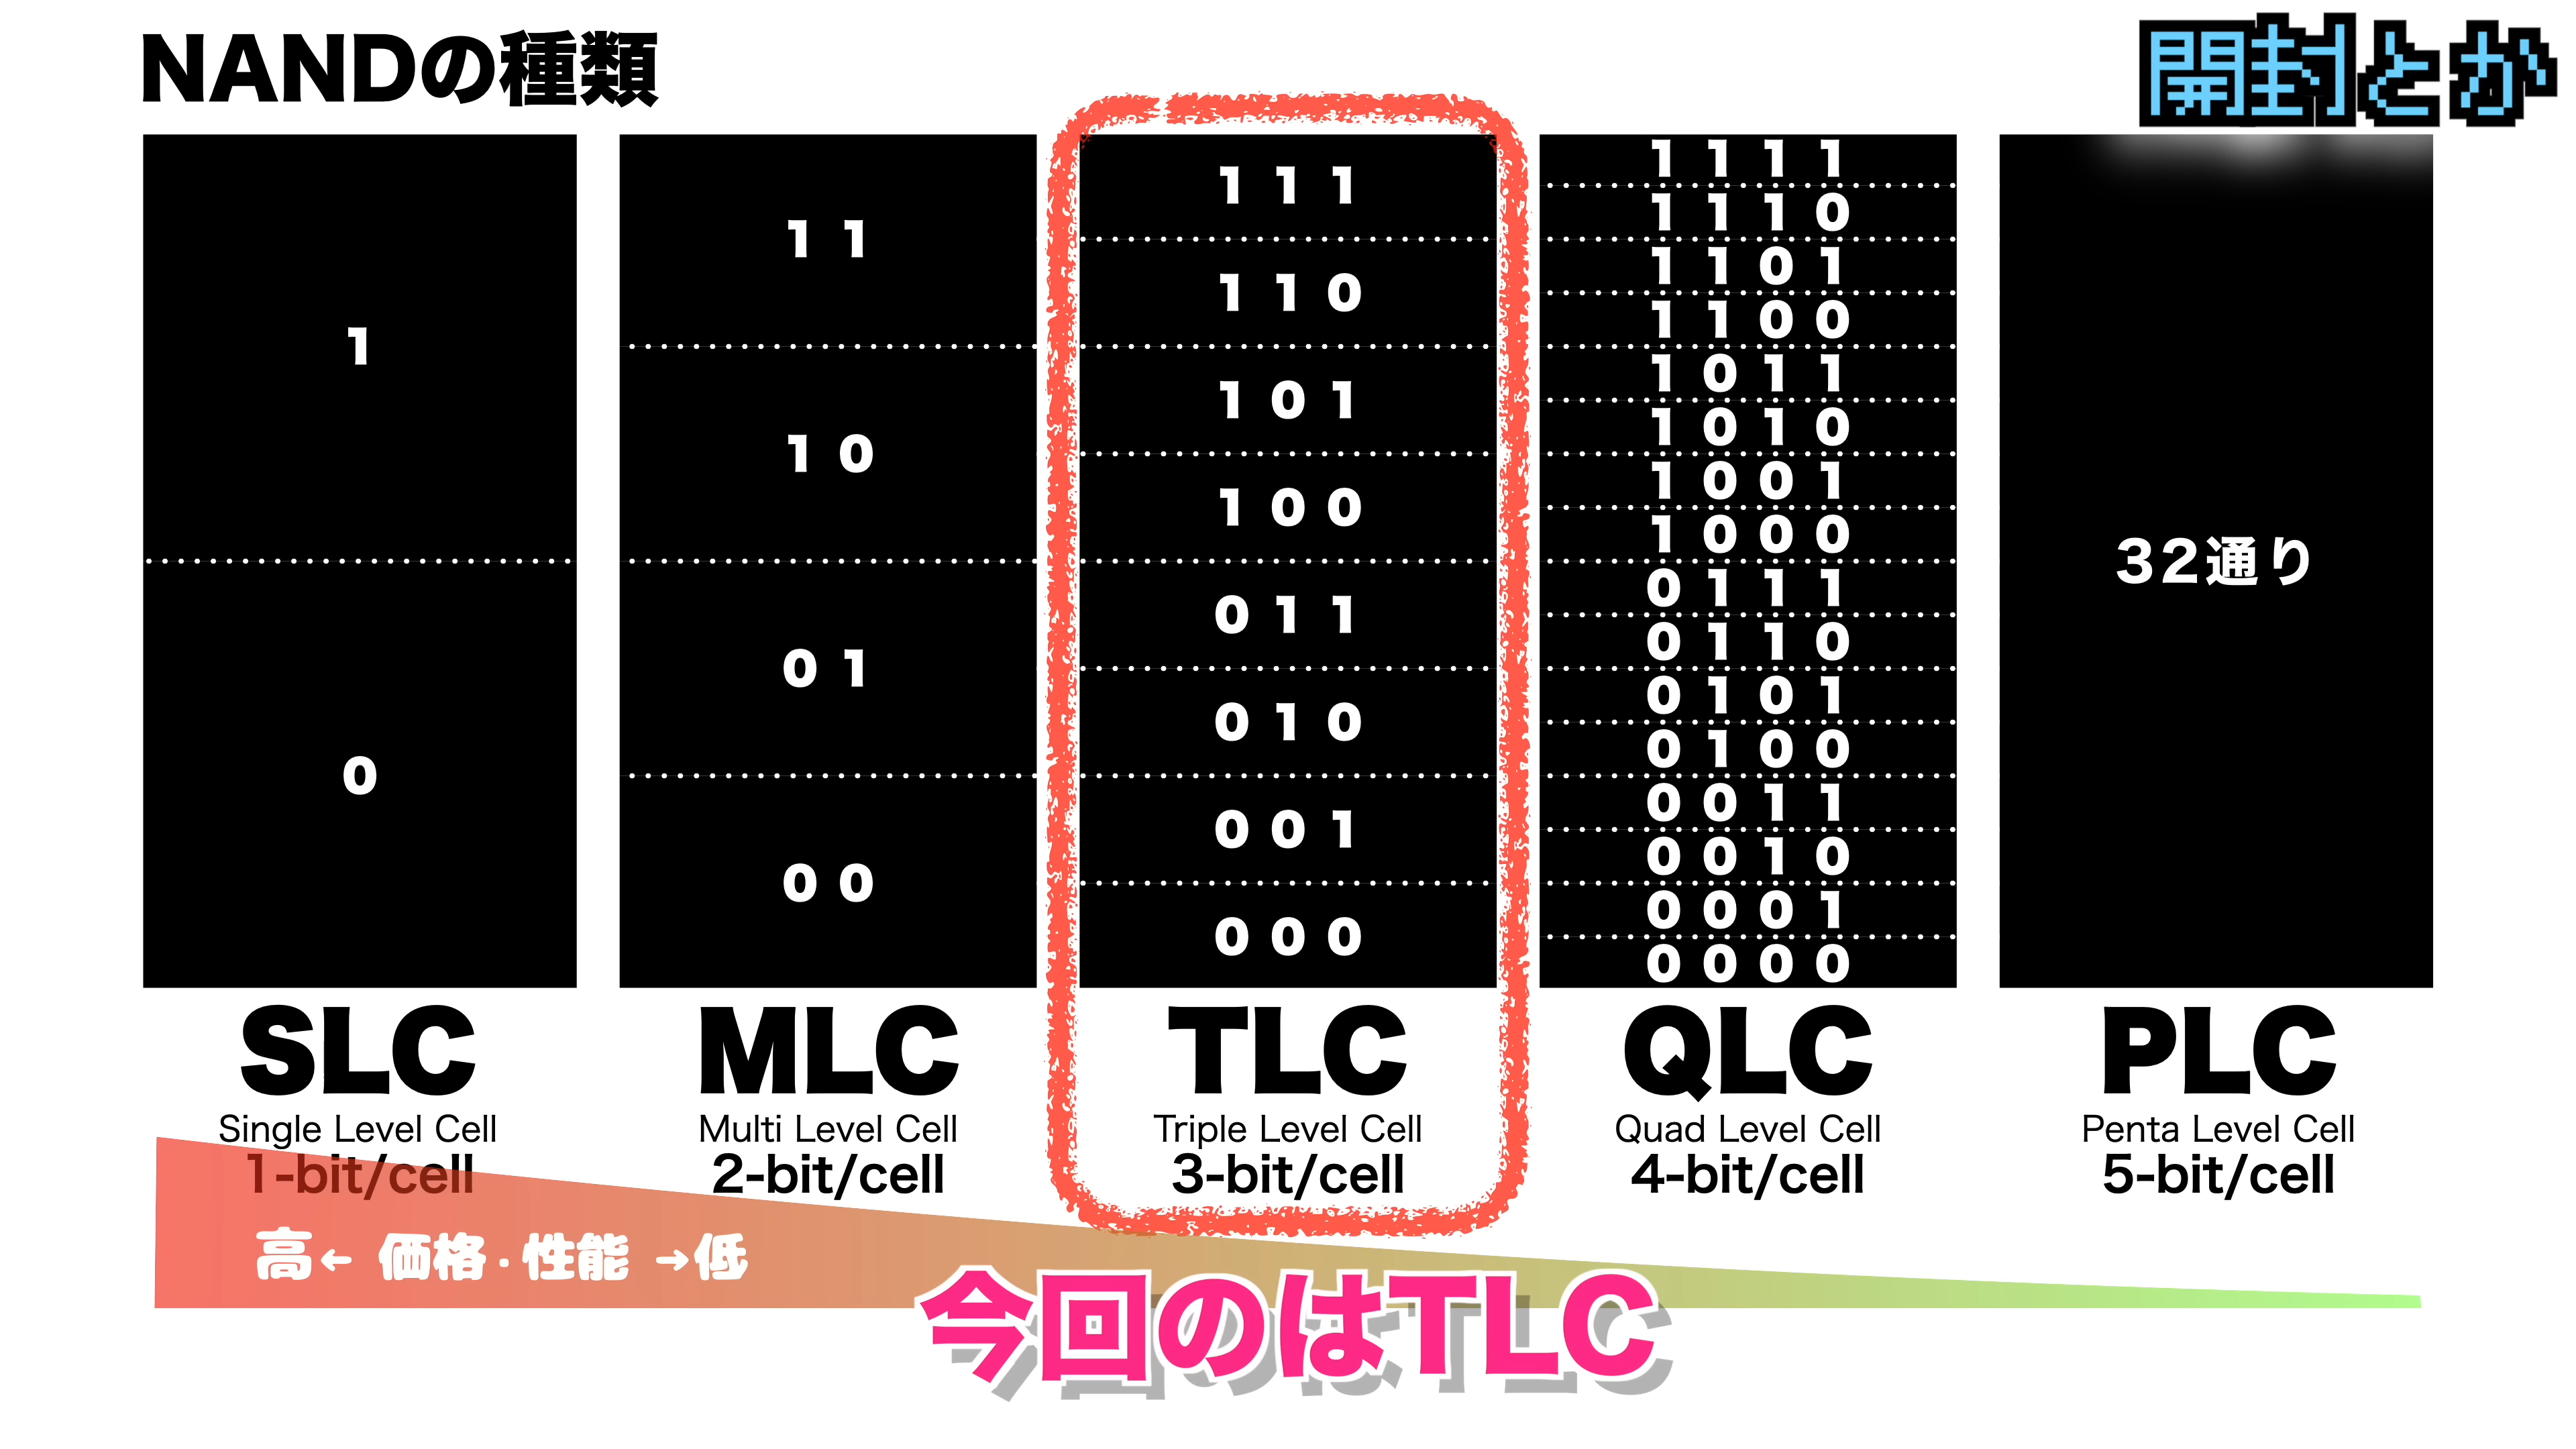 NANDの種類
開封とか
1
0
SLC
Single Level Cell
1-bit/cell
1 1
1 0
0 1
0 0
MLC
Multi Level Cell
2-bit/cell
1 1 1
1 1 0
1 0 1
1 0 0
0 1 1
0 1 0
0 0 1
0 0 0
TLC
Triple Level Cell
3-bit/cell
1 1 1 1
1 1 1 0
1 1 0 1
1 1 0 0
1 0 1 1
1 0 1 0
1 0 0 1
1 0 0 0
0 1 1 1
0 1 1 0
0 1 0 1
0 1 0 0
0 0 1 1
0 0 1 0
0 0 0 1
0 0 0 0
QLC
Quad Level Cell
4-bit/cell
32通り
PLC
Penta Level Cell
5-bit/cell
高← 価格・性能 →低
今回のはTLC